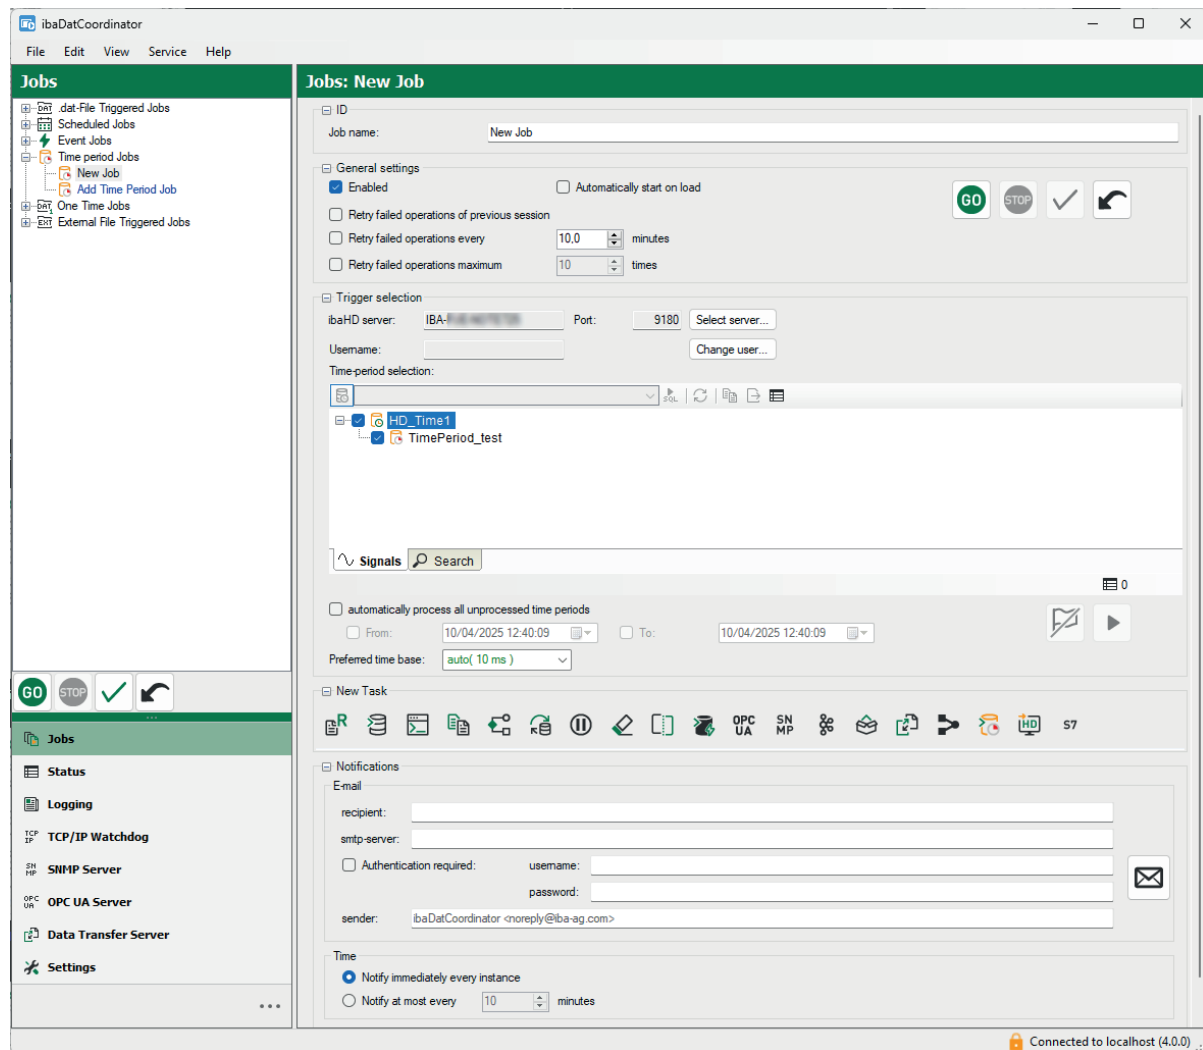 ibaDatCoordinator
File Edit View Service Help
Jobs
.dat-File Triggered Jobs
Scheduled Jobs
Event Jobs
Time period Jobs
New Job
Add Time Period Job
One Time Jobs
External File Triggered Jobs
GO STOP
Jobs
Status
Logging
TCP/IP Watchdog
SNMP Server
OPC UA Server
Data Transfer Server
Settings
Jobs: New Job
ID
Job name: New Job
General settings
Enabled Automatically start on load
GO STOP
Retry failed operations of previous session
Retry failed operations every 10,0 minutes
Retry failed operations maximum 10 times
Trigger selection
ibaHD server: IBA- Port: 9180 Select server...
Username: Change user...
Time-period selection:
SQL
HD_Time1
TimePeriod_test
Signals Search
0
automatically process all unprocessed time periods
From: 10/04/2025 12:40:09 To: 10/04/2025 12:40:09
Preferred time base: auto( 10 ms )
New Task
R OPC UA SN MP HD S7
Notifications
E-mail
recipient:
smtp-server:
Authentication required: username:
password:
sender: ibaDatCoordinator <noreply@iba-ag.com>
Time
Notify immediately every instance
Notify at most every 10 minutes
Connected to localhost (4.0.0)